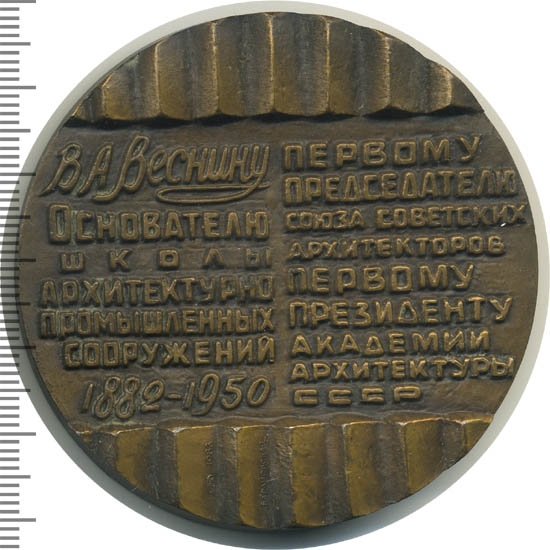 В.А. Веснину
Основателю
школы
архитектурно
промышленных
сооружений
1882-1950
первому
председателю
союза советских
архитекторов
первому
президенту
академии
архитектуры
СССР